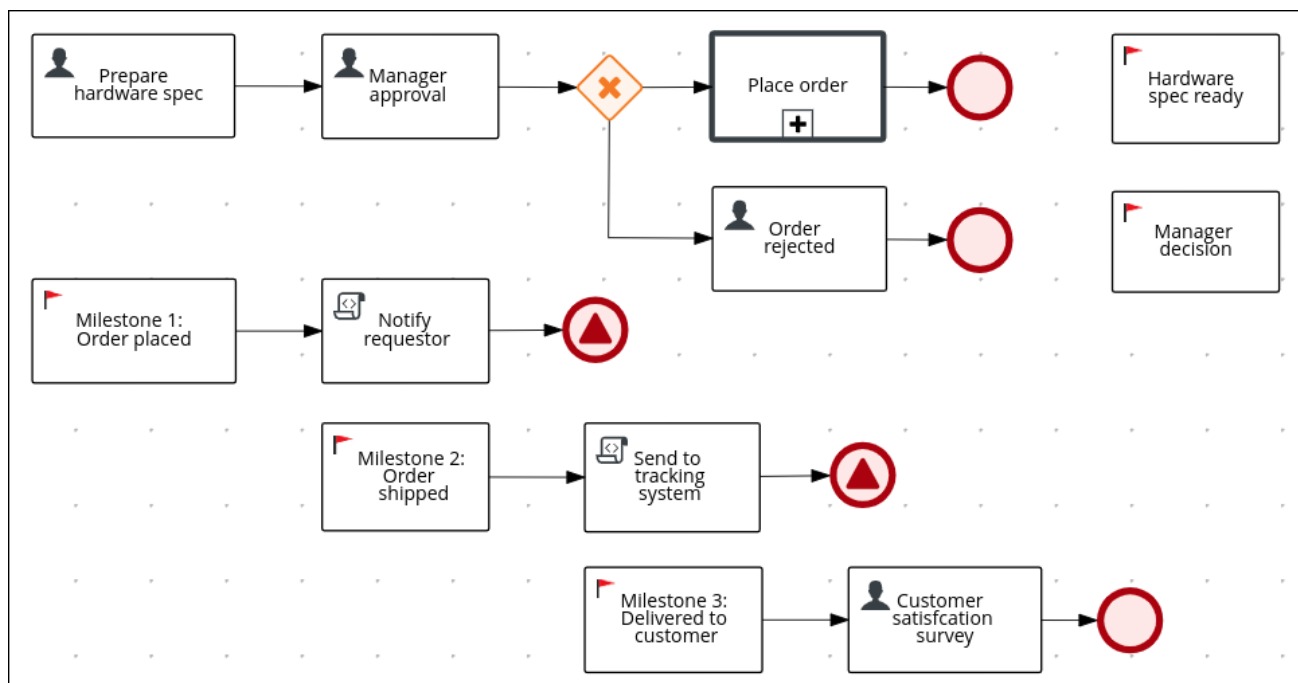 Prepare
hardware spec
Manager
approval
Place order
Hardware
spec ready
Order
rejected
Manager
decision
Milestone 1:
Order placed
Notify
requestor
Milestone 2:
Order
shipped
Send to
tracking
system
Milestone 3:
Delivered to
customer
Customer
satisfcation
survey